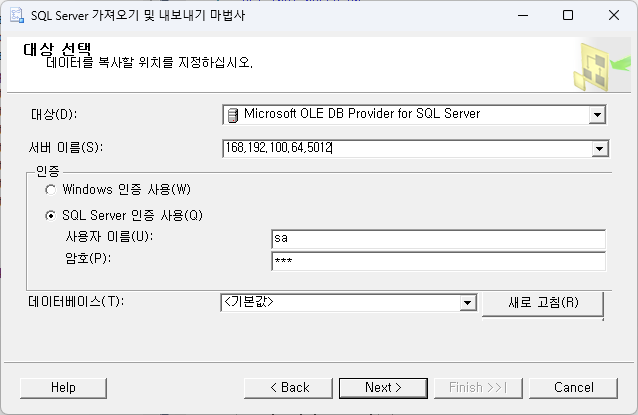 SQL Server 가져오기 및 내보내기 마법사
대상 선택
데이터를 복사할 위치를 지정하십시오.
대상(D): Microsoft OLE DB Provider for SQL Server
서버 이름(S): 168,192,100,64,5012
인증
Windows 인증 사용(W)
SQL Server 인증 사용(Q)
사용자 이름(U): sa
암호(P): ***
데이터베이스(T): <기본값> 새로 고침(R)
Help < Back Next > Finish >>| Cancel